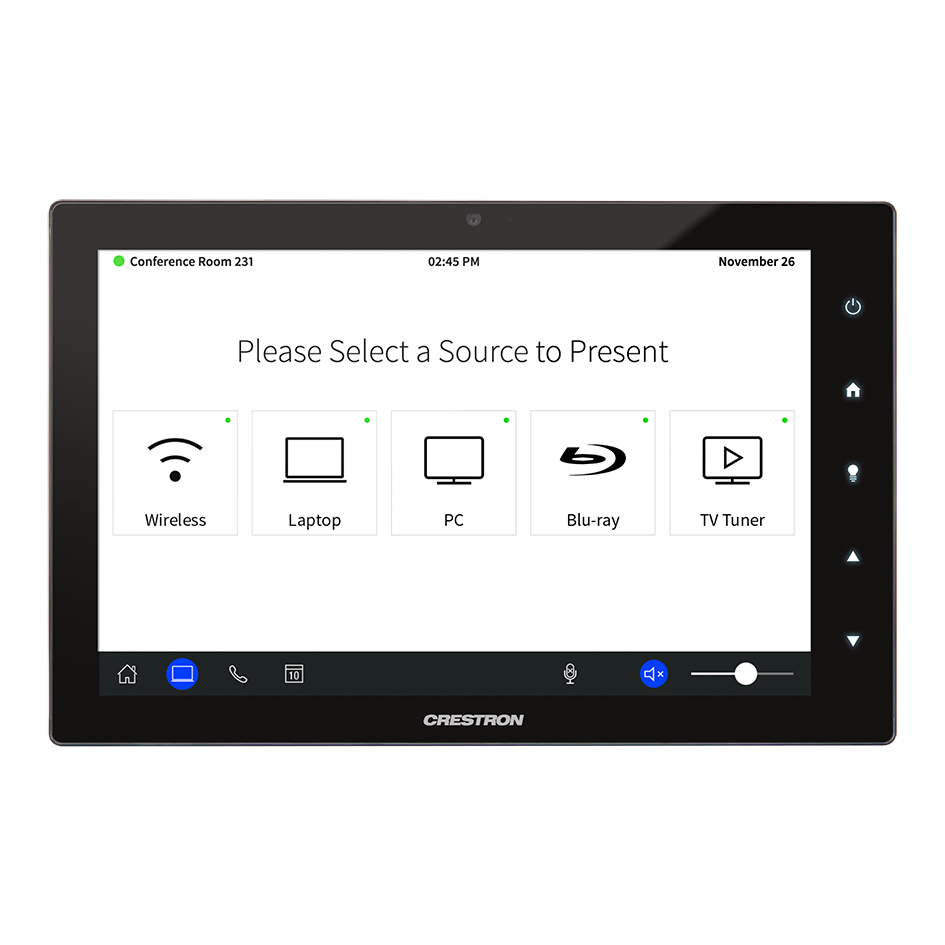 Conference Room 231 02:45 PM November 26
Please Select a Source to Present
Wireless Laptop PC Blu-ray TV Tuner
10
CRESTRON